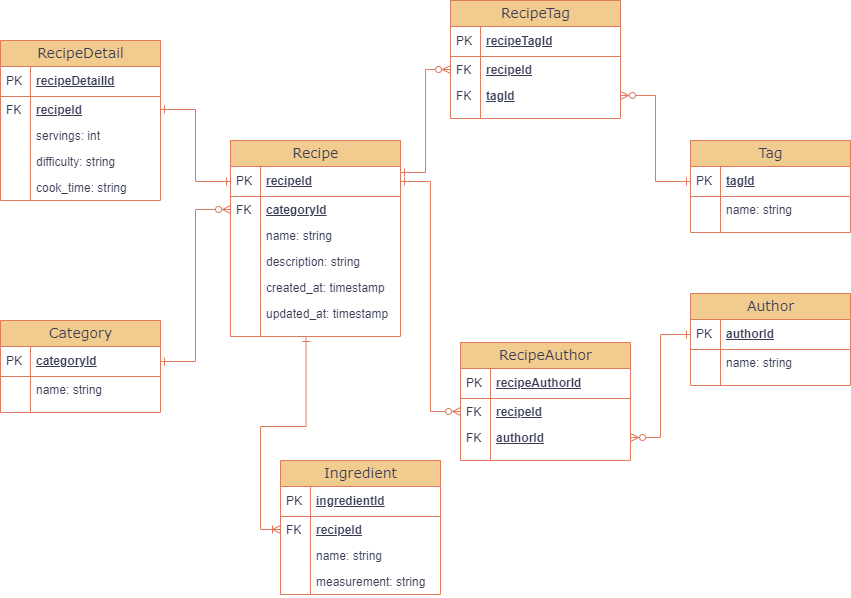 RecipeTag
PK recipeTagId
FK recipeId
FK tagId
RecipeDetail
PK recipeDetailId
FK recipeId
servings: int
difficulty: string
cook_time: string
Recipe
PK recipeId
FK categoryId
name: string
description: string
created_at: timestamp
updated_at: timestamp
Tag
PK tagId
name: string
Category
PK categoryId
name: string
Author
PK authorId
name: string
RecipeAuthor
PK recipeAuthorId
FK recipeId
FK authorId
Ingredient
PK ingredientId
FK recipeId
name: string
measurement: string